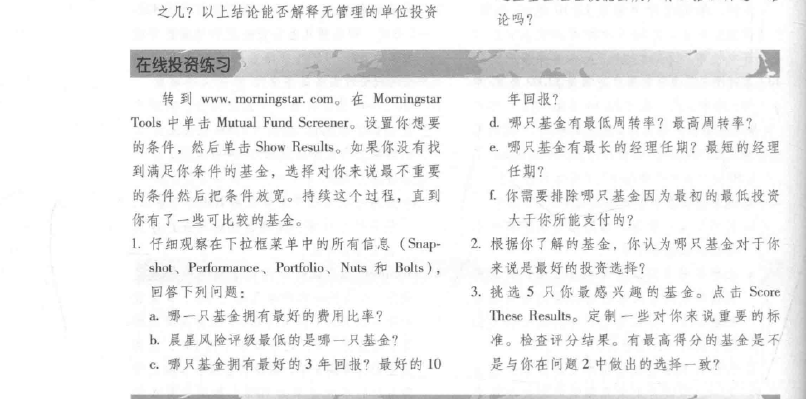 之几？以上结论能否解释无管理的单位投资
论吗？
在线投资练习
转到 www.morningstar.com。在 Morningstar
Tools 中单击 Mutual Fund Screener。设置你想要
的条件，然后单击 Show Results。如果你没有找
到满足你条件的基金，选择对你来说最不重要
的条件然后把条件放宽。持续这个过程，直到
你有了一些可比较的基金。
1. 仔细观察在下拉框菜单中的所有信息（Snap-
shot、Performance、Portfolio、Nuts 和 Bolts），
回答下列问题：
a. 哪一只基金拥有最好的费用比率？
b. 晨星风险评级最低的是哪一只基金？
c. 哪只基金拥有最好的 3 年回报？最好的 10
年回报？
d. 哪只基金有最低周转率？最高周转率？
e. 哪只基金有最长的经理任期？最短的经理
任期？
f. 你需要排除哪只基金因为最初的最低投资
大于你所能支付的？
2. 根据你了解的基金，你认为哪只基金对于你
来说是最好的投资选择？
3. 挑选 5 只你最感兴趣的基金。点击 Score
These Results。定制一些对你来说重要的标
准。检查评分结果。有最高得分的基金是不
是与你在问题 2 中做出的选择一致？